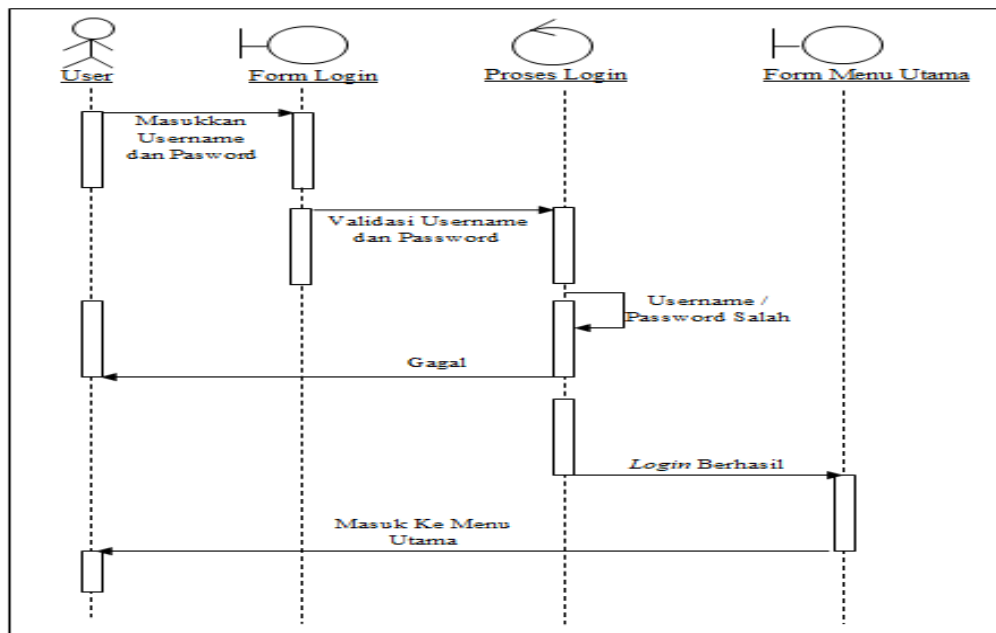 User
Form Login
Proses Login
Form Menu Utama
Masukkan
Username
dan Pasword
Validasi Username
dan Password
Username /
Password Salah
Gagal
Login Berhasil
Masuk Ke Menu
Utama